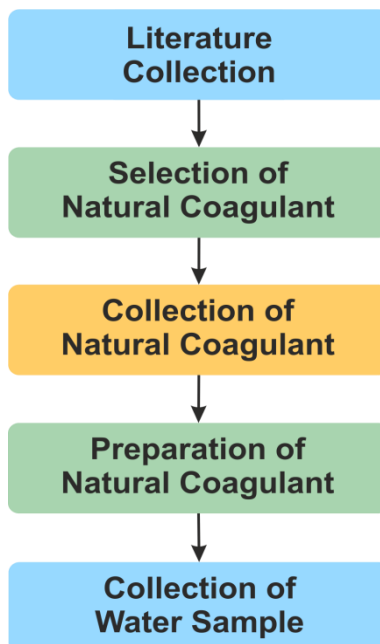 Literature
Collection
Selection of
Natural Coagulant
Collection of
Natural Coagulant
Preparation of
Natural Coagulant
Collection of
Water Sample